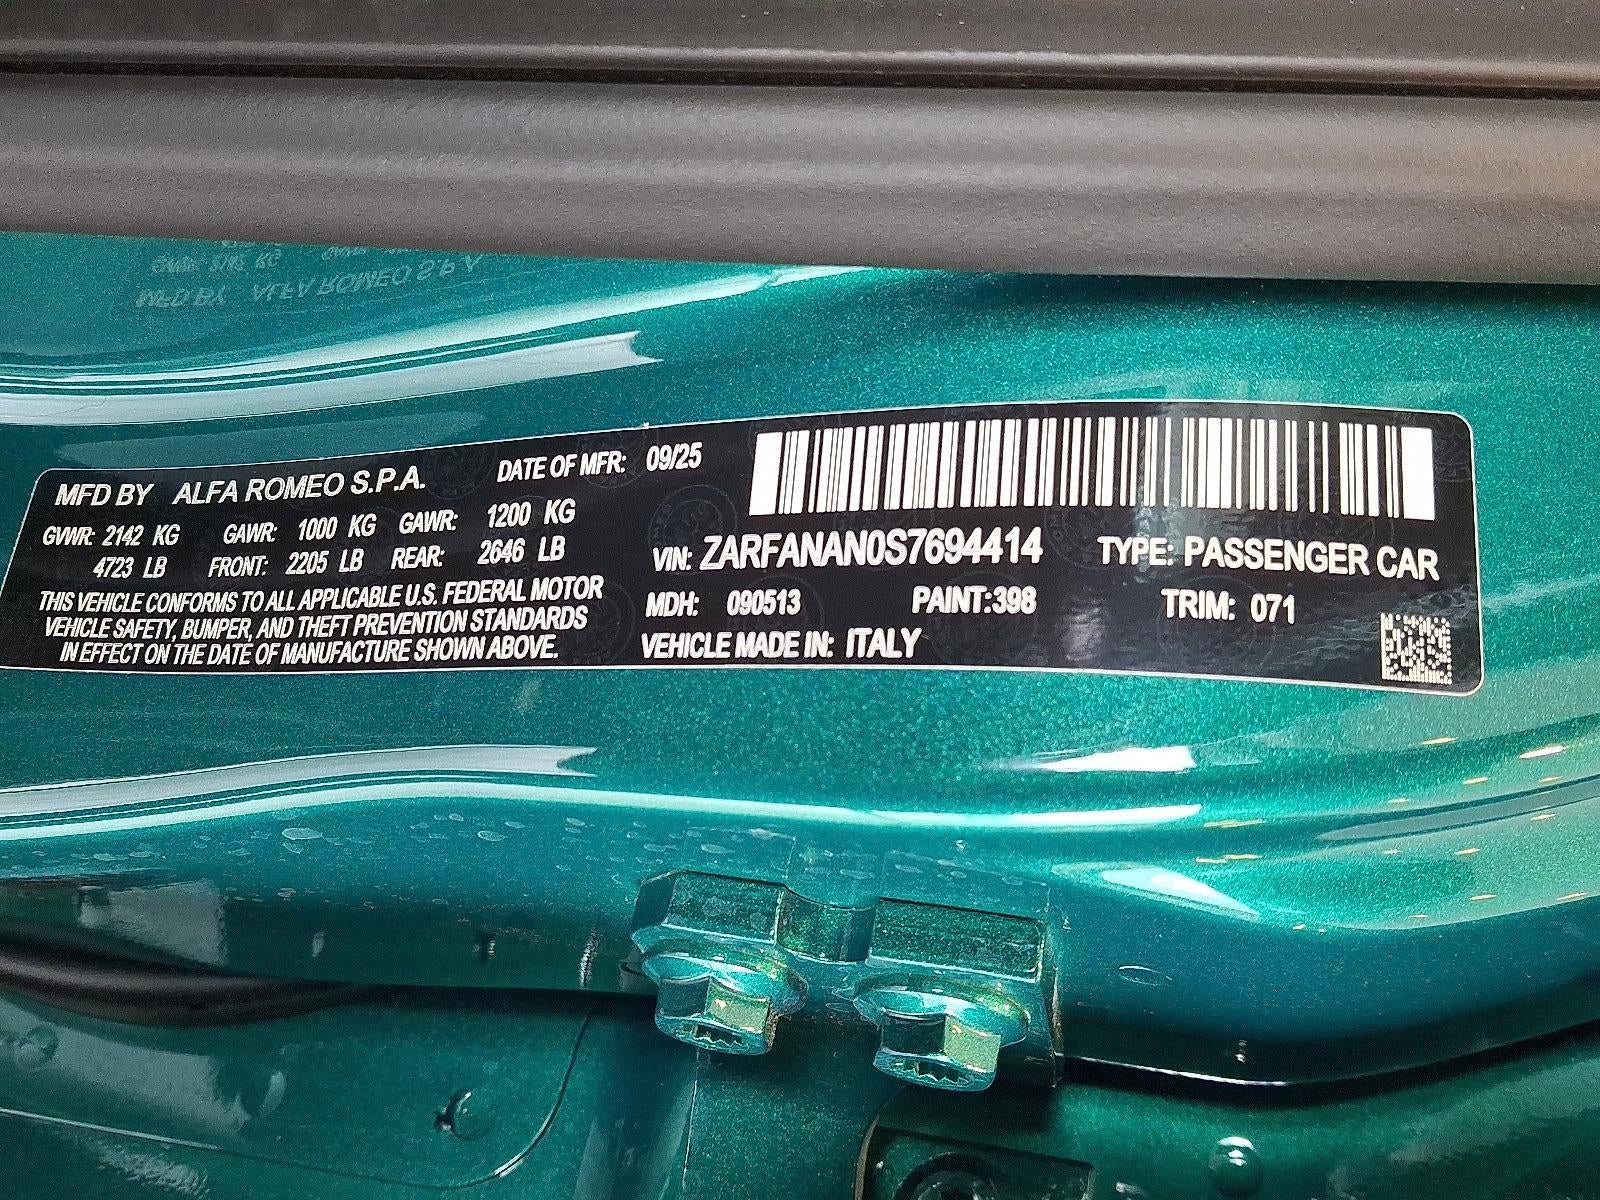 MFD BY ALFA ROMEO S.P.A. DATE OF MFR: 09/25
GVWR: 2142 KG GAWR: 1000 KG GAWR: 1200 KG
4723 LB FRONT: 2205 LB REAR: 2646 LB
THIS VEHICLE CONFORMS TO ALL APPLICABLE U.S. FEDERAL MOTOR
VEHICLE SAFETY, BUMPER, AND THEFT PREVENTION STANDARDS
IN EFFECT ON THE DATE OF MANUFACTURE SHOWN ABOVE.
VIN: ZARFANAN0S7694414 TYPE: PASSENGER CAR
MDH: 090513 PAINT:398 TRIM: 071
VEHICLE MADE IN: ITALY